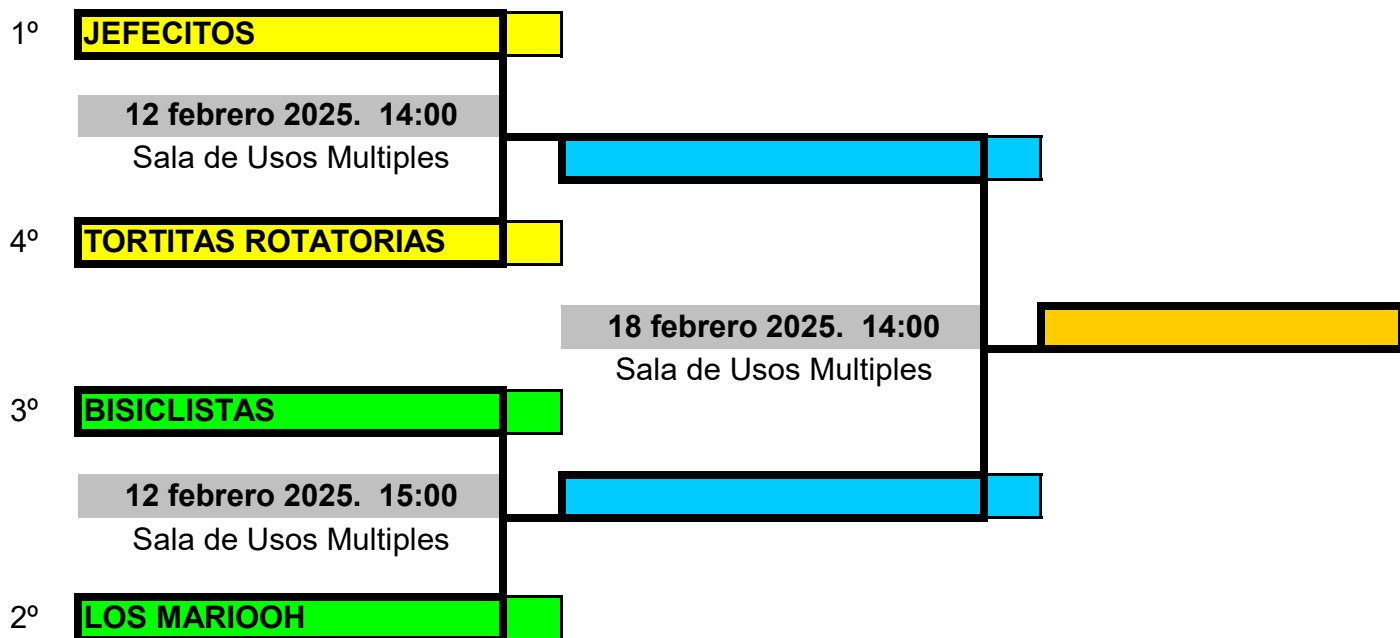 1º JEFECITOS
12 febrero 2025.  14:00
Sala de Usos Multiples
4º TORTITAS ROTATORIAS
18 febrero 2025.  14:00
Sala de Usos Multiples
3º BISICLISTAS
12 febrero 2025.  15:00
Sala de Usos Multiples
2º LOS MARIOOH